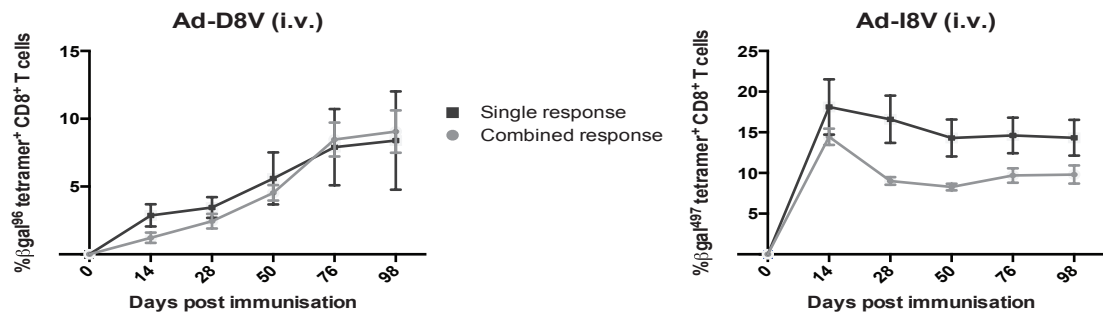 Ad-D8V (i.v.)
%βgal⁹⁶ tetramer⁺ CD8⁺ T cells
15
10
5
0
14
28
50
76
98
Days post immunisation
Single response
Combined response
Ad-I8V (i.v.)
%βgal⁴⁹⁷ tetramer⁺ CD8⁺ T cells
25
20
15
10
5
0
14
28
50
76
98
Days post immunisation